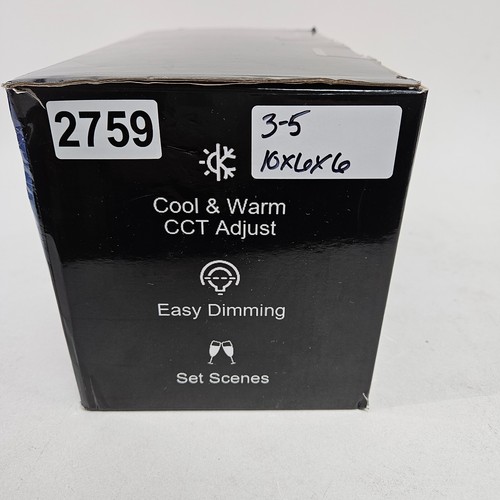 2759
3-5
10x6x6
Cool & Warm
CCT Adjust
Easy Dimming
Set Scenes